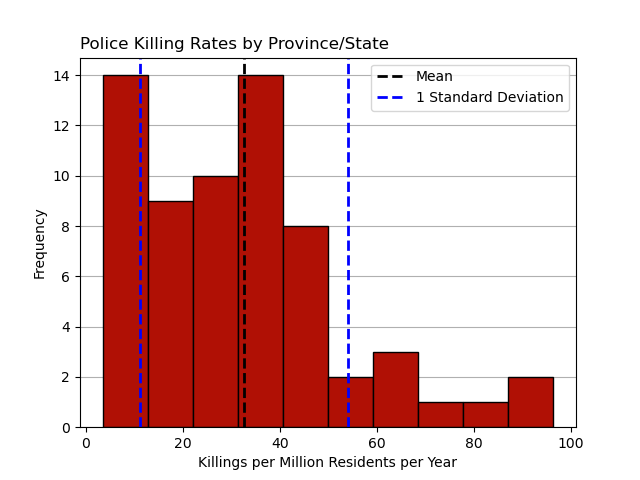 Police Killing Rates by Province/State
Mean
1 Standard Deviation
14
12
10
8
6
4
2
0
Frequency
0 20 40 60 80 100
Killings per Million Residents per Year